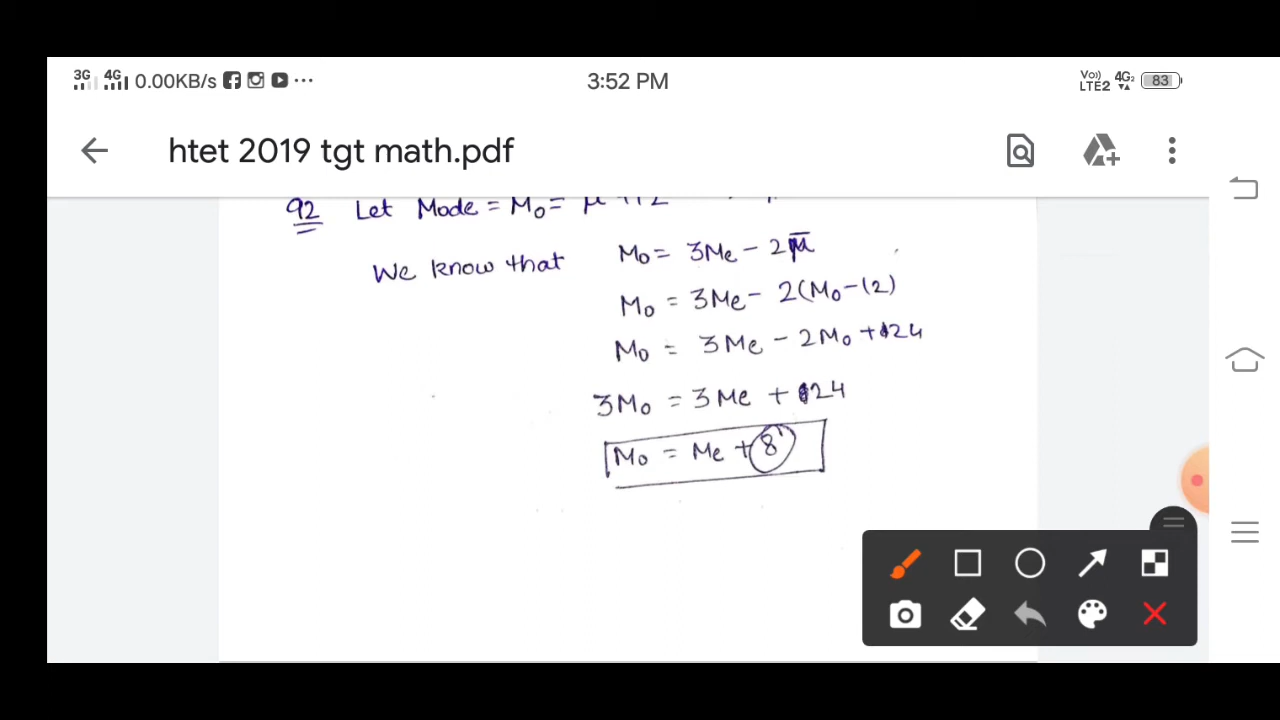 3G 4G 0.00KB/s ... 3:52 PM Vo) LTE2 4G2 83
htet 2019 tgt math.pdf
92 Let Mode = Mo =
We know that Mo = 3Me - 2μ̅
Mo = 3Me - 2(Mo - 12)
Mo = 3Me - 2Mo + 24
3Mo = 3Me + 24
Mo = Me + 8